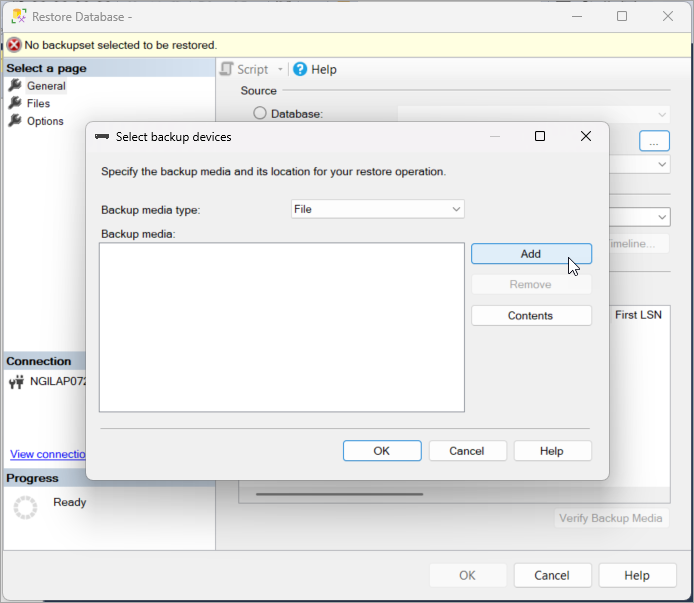 Restore Database -
No backupset selected to be restored.
Select a page
General
Files
Options
Script
Help
Source
Database:
...
Select backup devices
Specify the backup media and its location for your restore operation.
Backup media type:
File
Backup media:
Add
Remove
Contents
OK
Cancel
Help
First LSN
Connection
NGILAP072
View connectio
Progress
Ready
Verify Backup Media
OK
Cancel
Help